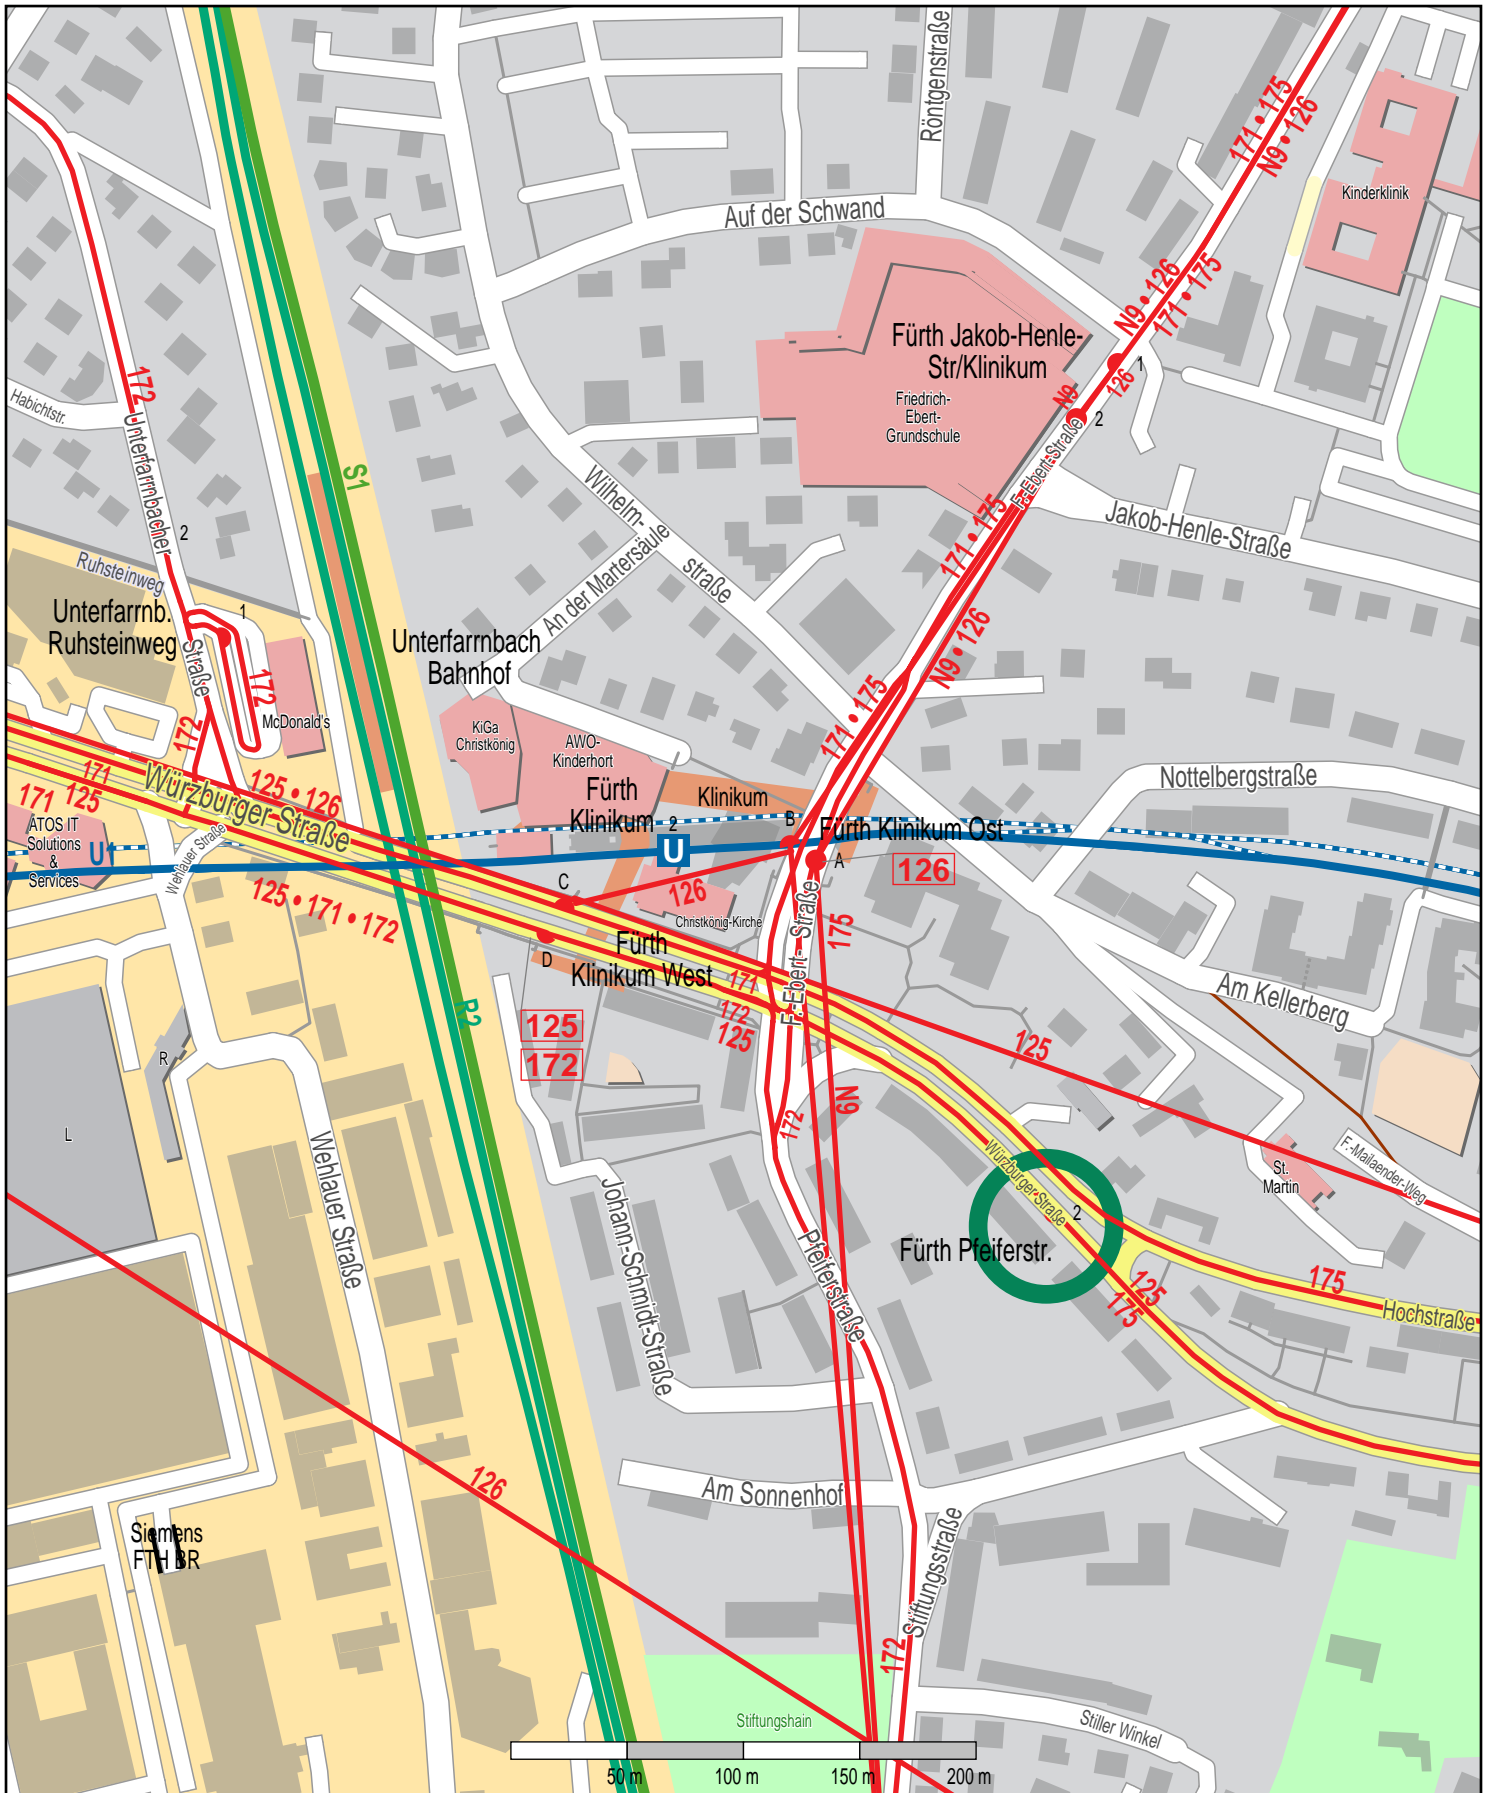 Röntgenstraße
171 • 175
N9 • 126
Kinderklinik
Auf der Schwand
N9 • 126
171 • 175
Fürth Jakob-Henle-
Str/Klinikum
1
126
N9
2
Friedrich-
Ebert-
Grundschule
F.-Ebert-Straße
172
Habichtstr.
Unterfarrnbacher
Straße
2
S1
Wilhelm-
straße
Jakob-Henle-Straße
171 • 175
An der Martersäule
Ruhsteinweg
Unterfarrnb.
Ruhsteinweg
1
172
172
McDonald's
Unterfarrnbach
Bahnhof
N9 • 126
171 • 175
KiGa
Christkönig
AWO-
Kinderhort
Fürth
Klinikum
2
Klinikum
Nottelbergstraße
171
171 125
Würzburger Straße
125 • 126
ATOS IT
Solutions
&
Services
U1
Wehlauer Straße
U
B
Fürth Klinikum Ost
A
126
C
126
Christkönig-Kirche
F.-Ebert- Straße
175
125 • 171 • 172
D
Fürth
Klinikum West
171
172
125
125
172
R2
Am Kellerberg
125
R
L
172
N9
Wehlauer Straße
Johann-Schmidt-Straße
Pfeiferstraße
Würzburger Straße
2
Fürth Pfeiferstr.
St.
Martin
F.-Mailaender-Weg
125
175
175
Hochstraße
126
Am Sonnenhof
Siemens
FTH BR
Stiftungsstraße
172
Stiftungshain
Stiller Winkel
50 m
100 m
150 m
200 m